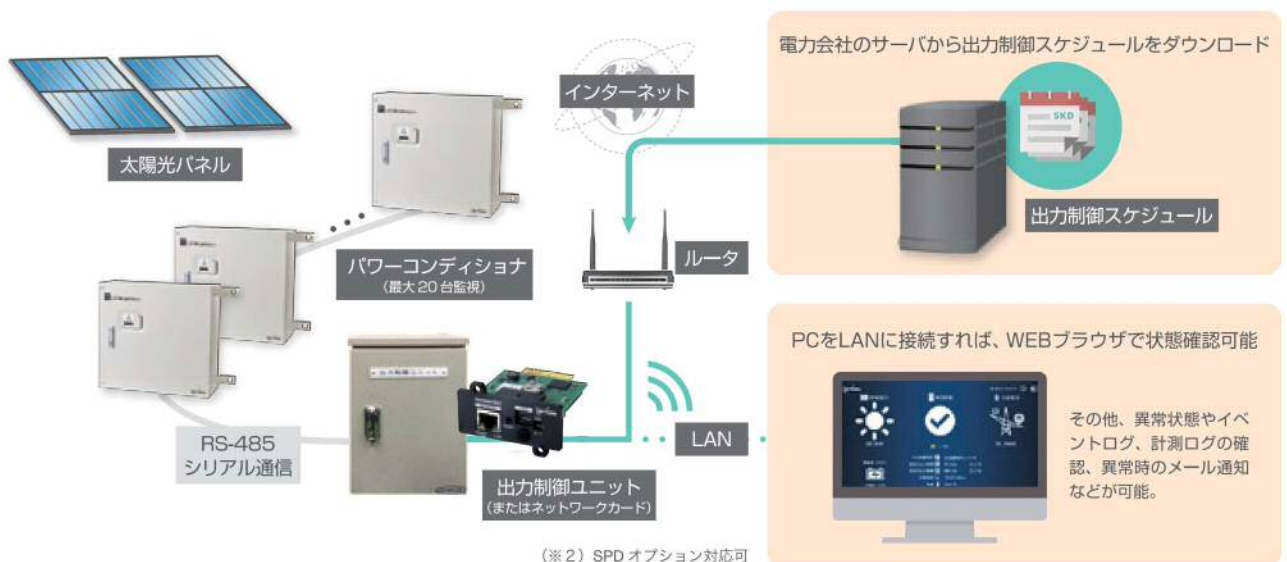 電力会社のサーバから出力制御スケジュールをダウンロード
インターネット
SKD
太陽光パネル
出力制御スケジュール
ルータ
パワーコンディショナ
(最大20台監視)
PCをLANに接続すれば、WEBブラウザで状態確認可能
RS-485
シリアル通信
LAN
その他、異常状態やイベ
ントログ、計測ログの確
認、異常時のメール通知
などが可能。
出力制御ユニット
(またはネットワークカード)
(※2) SPD オプション対応可